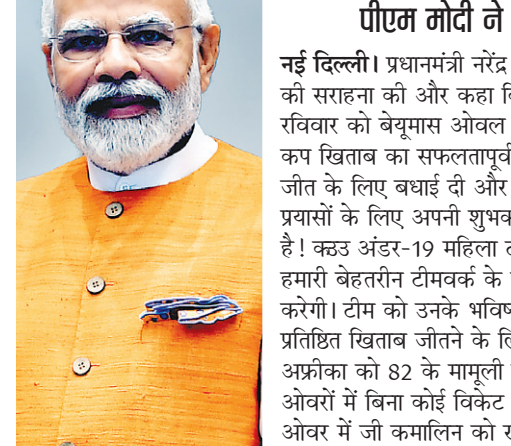 पीएम मोदी ने
नई दिल्ली। प्रधानमंत्री नरेंद्र
की सराहना की और कहा
रविवार को बेयूमास ओवल
कप खिताब का सफलतापूर्व
जीत के लिए बधाई दी और
प्रयासों के लिए अपनी शुभक
है! क्ऊउ अंडर-19 महिला
हमारी बेहतरीन टीमवर्क के
करेगी। टीम को उनके भविष
प्रतिष्ठित खिताब जीतने के
अफ्रीका को 82 के मामूली
ओवरों में बिना कोई विकेट
ओवर में जी कमालिन को